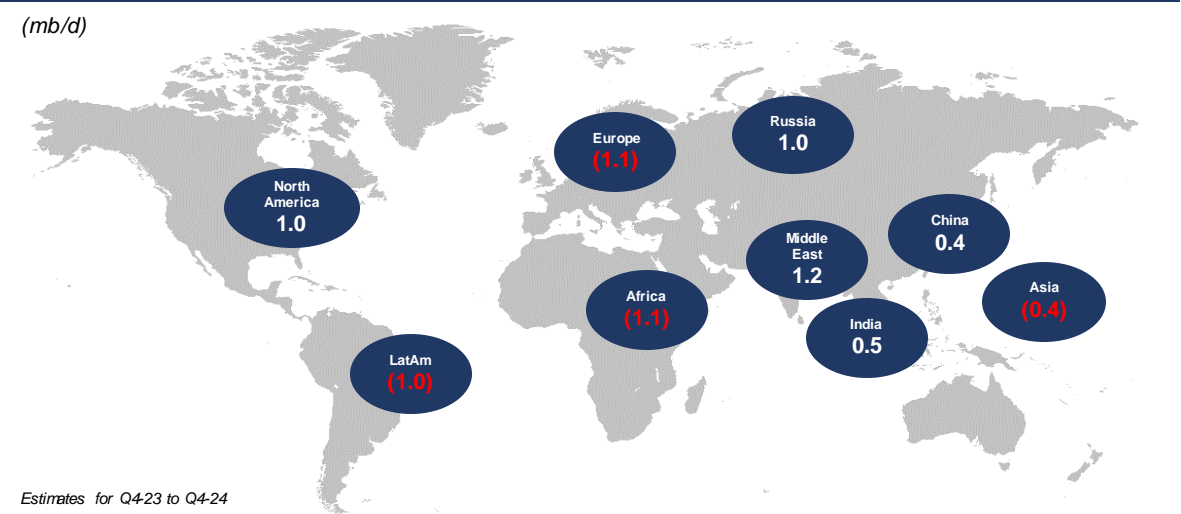 (mb/d)
Russia
1.0
Europe
(1.1)
North
America
1.0
China
0.4
Middle
East
1.2
Africa
(1.1)
Asia
(0.4)
India
0.5
LatAm
(1.0)
Estimates for Q4-23 to Q4-24